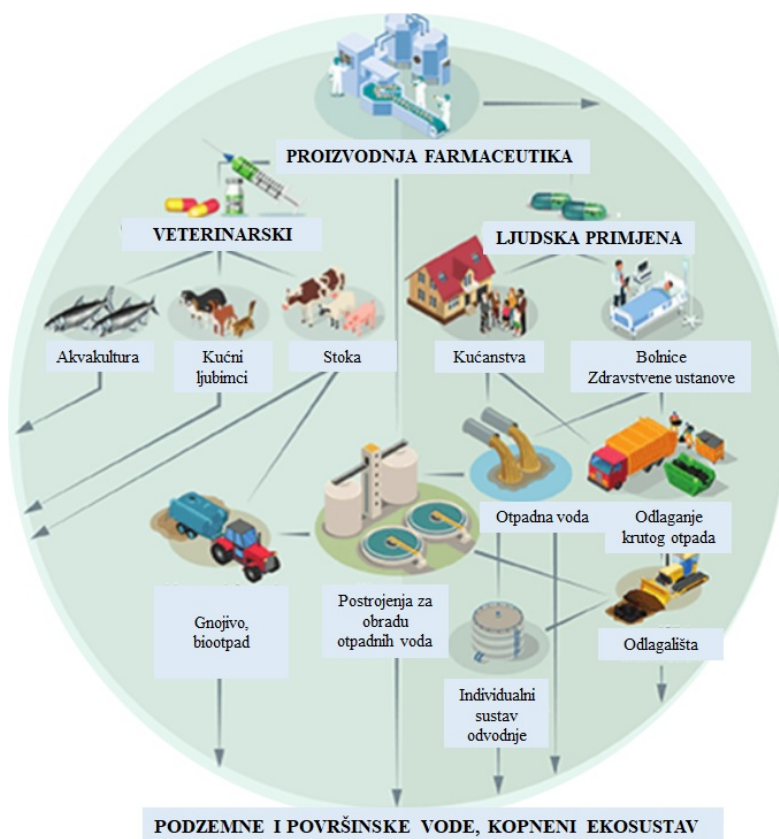 PROIZVODNJA FARMACEUTIKA
VETERINARSKI
LJUDSKA PRIMJENA
Akvakultura
Kućni
ljubimci
Stoka
Kućanstva
Bolnice
Zdravstvene ustanove
Otpadna voda
Odlaganje
krutog otpada
Gnojivo,
biootpad
Postrojenja za
obradu
otpadnih voda
Odlagališta
Individualni
sustav
odvodnje
PODZEMNE I POVRŠINSKE VODE, KOPNENI EKOSUSTAV